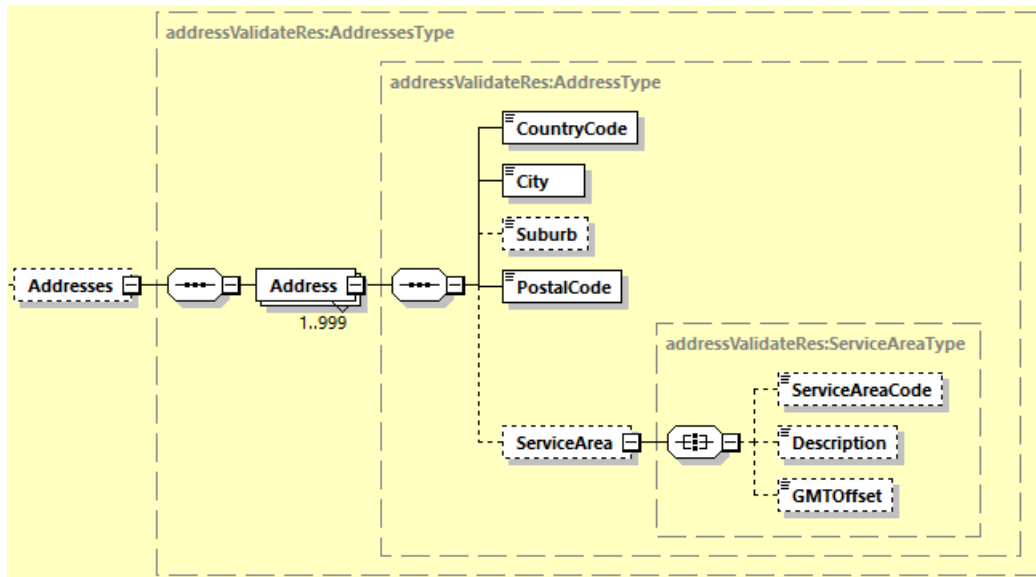 addressValidateRes:AddressesType
addressValidateRes:AddressType
CountryCode
City
Suburb
Addresses
Address
PostalCode
1..999
addressValidateRes:ServiceAreaType
ServiceAreaCode
ServiceArea
Description
GMTOffset